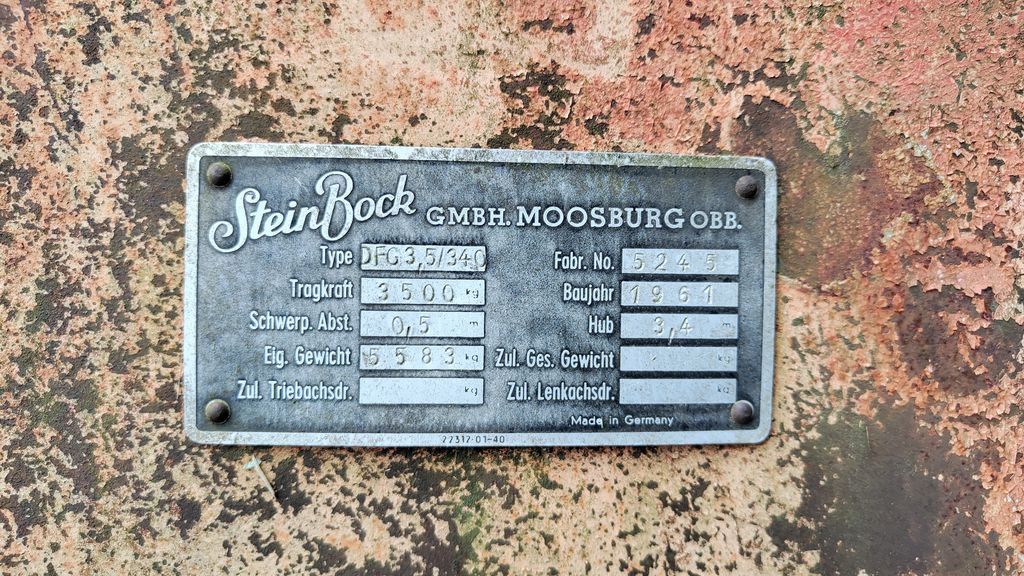 SteinBock GMBH. MOOSBURG OBB.
Type DFG 3,5/340 Fabr. No. 5245
Tragkraft 3500 kg Baujahr 1961
Schwerp. Abst. 0,5 m Hub 3,4 m
Eig. Gewicht 5583 kg Zul. Ges. Gewicht kg
Zul. Triebachsdr. kg Zul. Lenkachsdr. kg
Made in Germany
22317-01-40